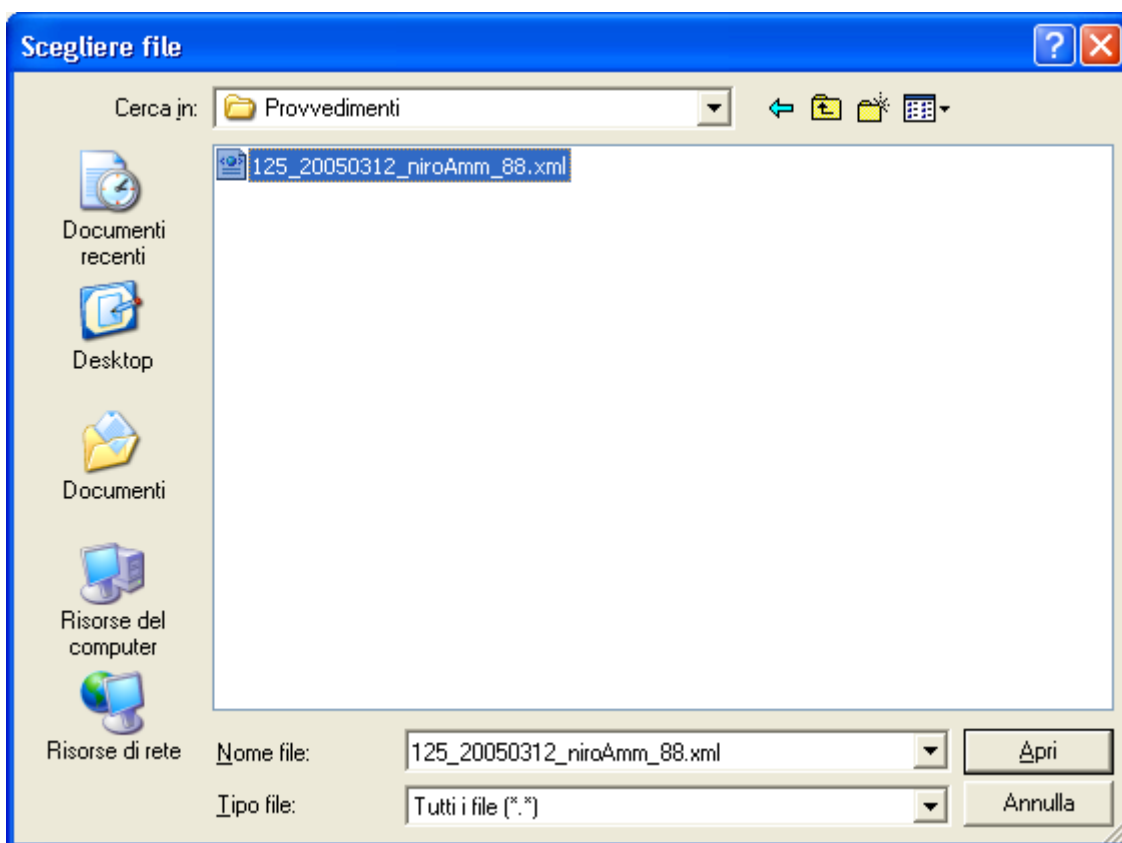 Scegliere file
Cerca in:
Provvedimenti
125_20050312_niroAmm_88.xml
Documenti
recenti
Desktop
Documenti
Risorse del
computer
Risorse di rete
Nome file:
125_20050312_niroAmm_88.xml
Apri
Tipo file:
Tutti i file (*.*)
Annulla